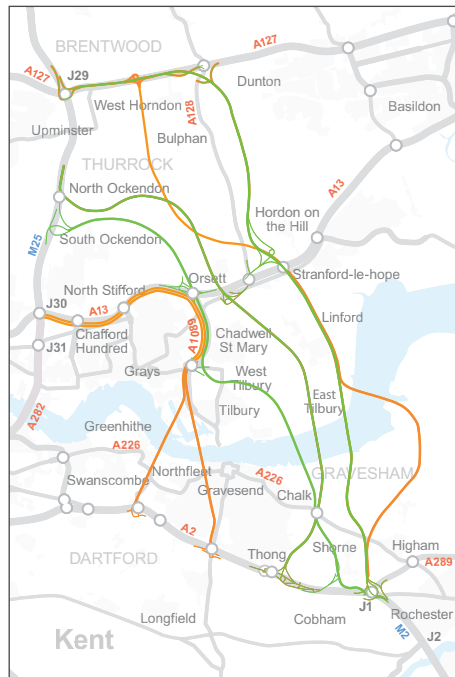 BRENTWOOD
A127
A127
J29
Dunton
West Horndon
A128
Basildon
Upminster
Bulphan
THURROCK
A13
North Ockendon
Hordon on
the Hill
M25
South Ockendon
Stranford-le-hope
Orsett
North Stifford
J30
A13
Linford
A1089
Chadwell
St Mary
Chafford
Hundred
J31
Grays
West
Tilbury
East
Tilbury
Tilbury
A282
Greenhithe
A226
Northfleet
A226
GRAVESHAM
Swanscombe
Gravesend
Chalk
A2
Thong
Shorne
Higham
DARTFORD
A289
J1
Rochester
Longfield
Cobham
M2
Kent
J2